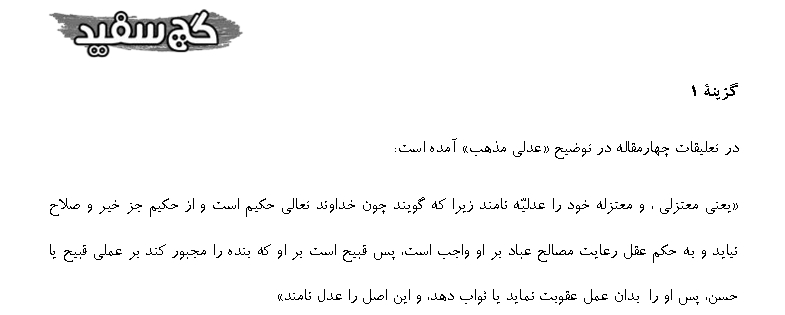 گچ سفید
گزینهٔ ۱
در تعلیقات چهارمقاله در توضیح «عدلی مذهب» آمده است:
«یعنی معتزلی ، و معتزله خود را عدلیّه نامند زیرا که گویند چون خداوند تعالی حکیم است و از حکیم جز خیر و صلاح
نیاید و به حکم عقل رعایت مصالح عباد بر او واجب است، پس قبیح است بر او که بنده را مجبور کند بر عملی قبیح یا
حسن، پس او را بدان عمل عقوبت نماید یا ثواب دهد، و این اصل را عدل نامند»